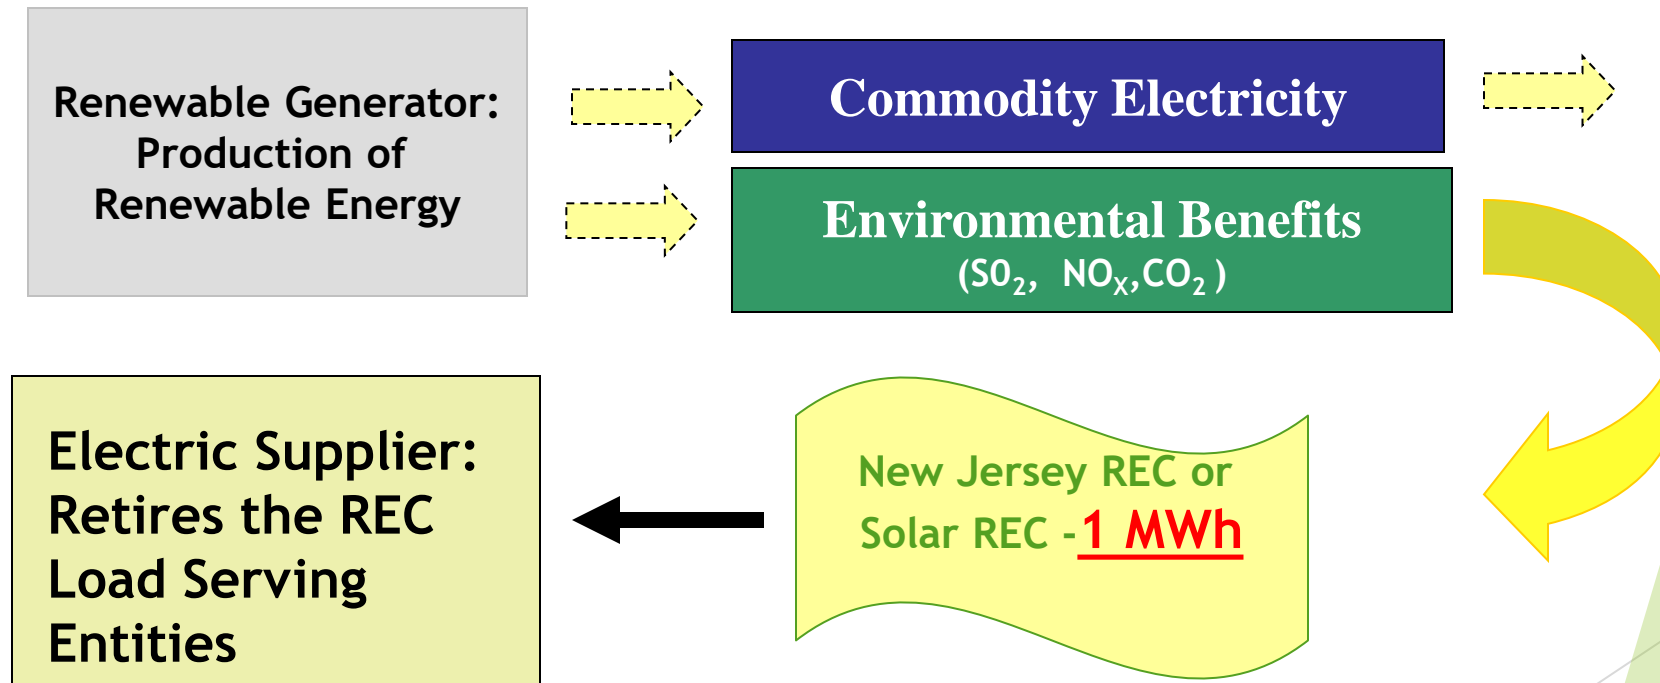 Renewable Generator:
Production of
Renewable Energy
Commodity Electricity
Environmental Benefits
(S0₂, NOₓ,CO₂ )
Electric Supplier:
Retires the REC
Load Serving
Entities
New Jersey REC or
Solar REC -1 MWh